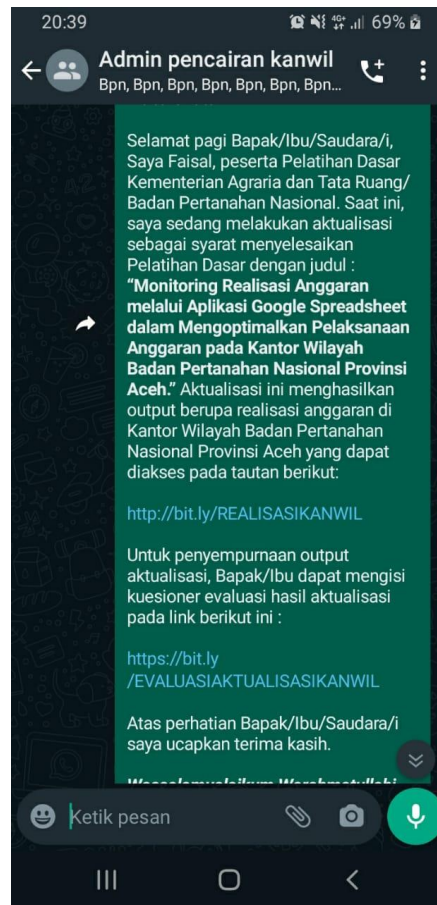 20:39
4G+ 69%
Admin pencairan kanwil
Bpn, Bpn, Bpn, Bpn, Bpn, Bpn...
Selamat pagi Bapak/Ibu/Saudara/i,
Saya Faisal, peserta Pelatihan Dasar
Kementerian Agraria dan Tata Ruang/
Badan Pertanahan Nasional. Saat ini,
saya sedang melakukan aktualisasi
sebagai syarat menyelesaikan
Pelatihan Dasar dengan judul :
“Monitoring Realisasi Anggaran
melalui Aplikasi Google Spreadsheet
dalam Mengoptimalkan Pelaksanaan
Anggaran pada Kantor Wilayah
Badan Pertanahan Nasional Provinsi
Aceh.” Aktualisasi ini menghasilkan
output berupa realisasi anggaran di
Kantor Wilayah Badan Pertanahan
Nasional Provinsi Aceh yang dapat
diakses pada tautan berikut:
http://bit.ly/REALISASIKANWIL
Untuk penyempurnaan output
aktualisasi, Bapak/Ibu dapat mengisi
kuesioner evaluasi hasil aktualisasi
pada link berikut ini :
https://bit.ly
/EVALUASIAKTUALISASIKANWIL
Atas perhatian Bapak/Ibu/Saudara/i
saya ucapkan terima kasih.
Ketik pesan